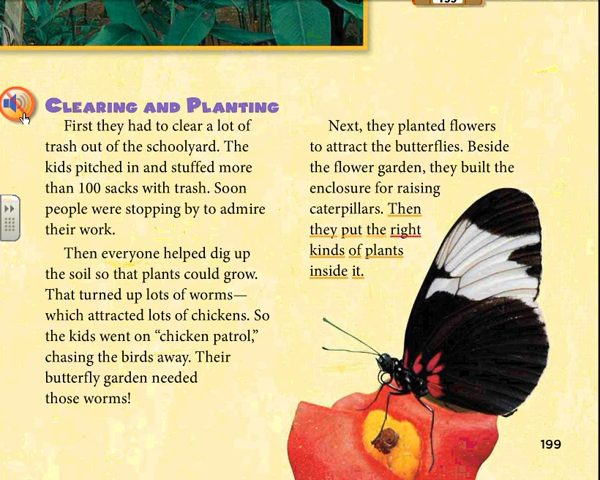 199
CLEARING AND PLANTING
First they had to clear a lot of
trash out of the schoolyard. The
kids pitched in and stuffed more
than 100 sacks with trash. Soon
people were stopping by to admire
their work.
Then everyone helped dig up
the soil so that plants could grow.
That turned up lots of worms—
which attracted lots of chickens. So
the kids went on “chicken patrol,”
chasing the birds away. Their
butterfly garden needed
those worms!
Next, they planted flowers
to attract the butterflies. Beside
the flower garden, they built the
enclosure for raising
caterpillars. Then
they put the right
kinds of plants
inside it.
199